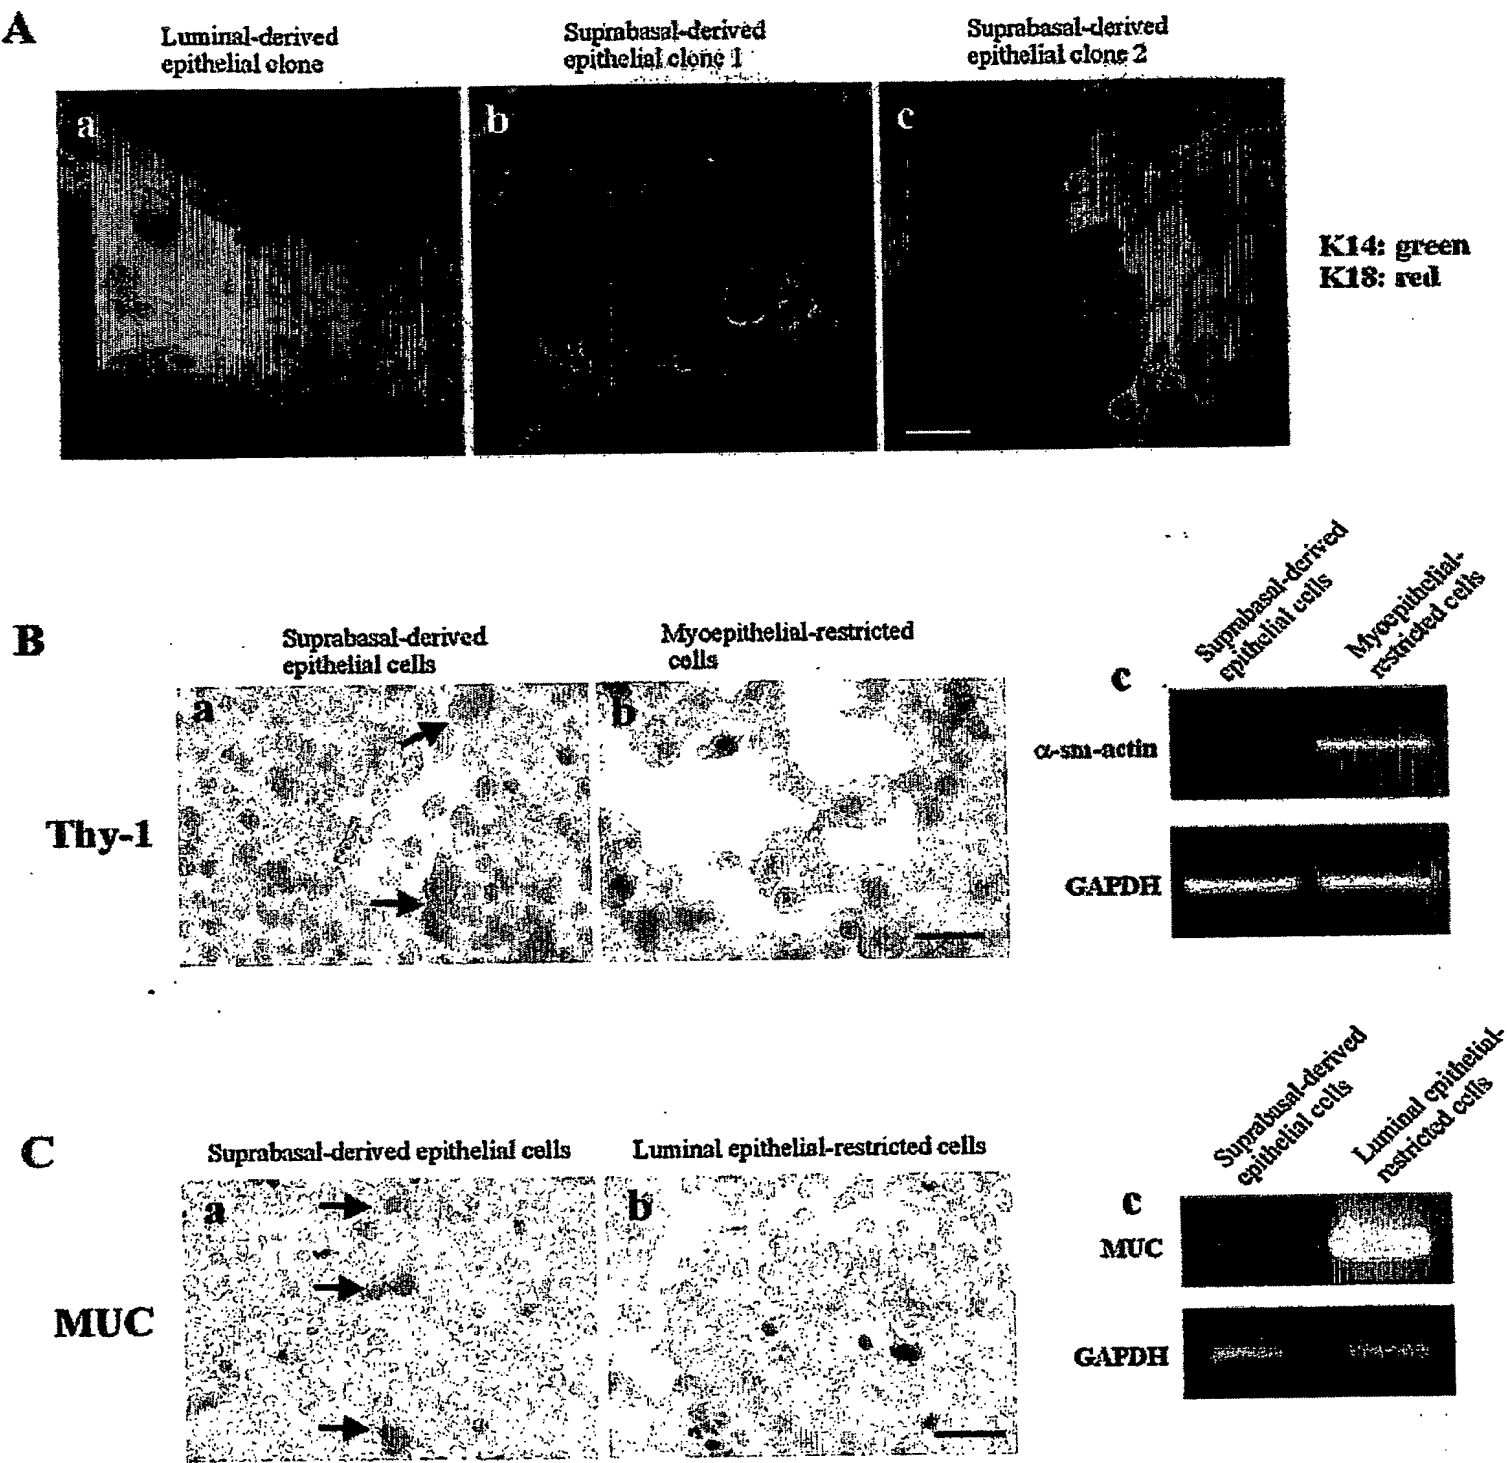 A
Luminal-derived
epithelial clone
Suprabasal-derived
epithelial clone 1
Suprabasal-derived
epithelial clone 2
a
b
c
K14: green
K18: red
B
Suprabasal-derived
epithelial cells
Myoepithelial-restricted
cells
Suprabasal-derived
epithelial cells
Myoepithelial-
restricted cells
a
b
c
Thy-1
α-sm-actin
GAPDH
C
Suprabasal-derived epithelial cells
Luminal epithelial-restricted cells
Suprabasal-derived
epithelial cells
Luminal epithelial-
restricted cells
a
b
c
MUC
MUC
GAPDH